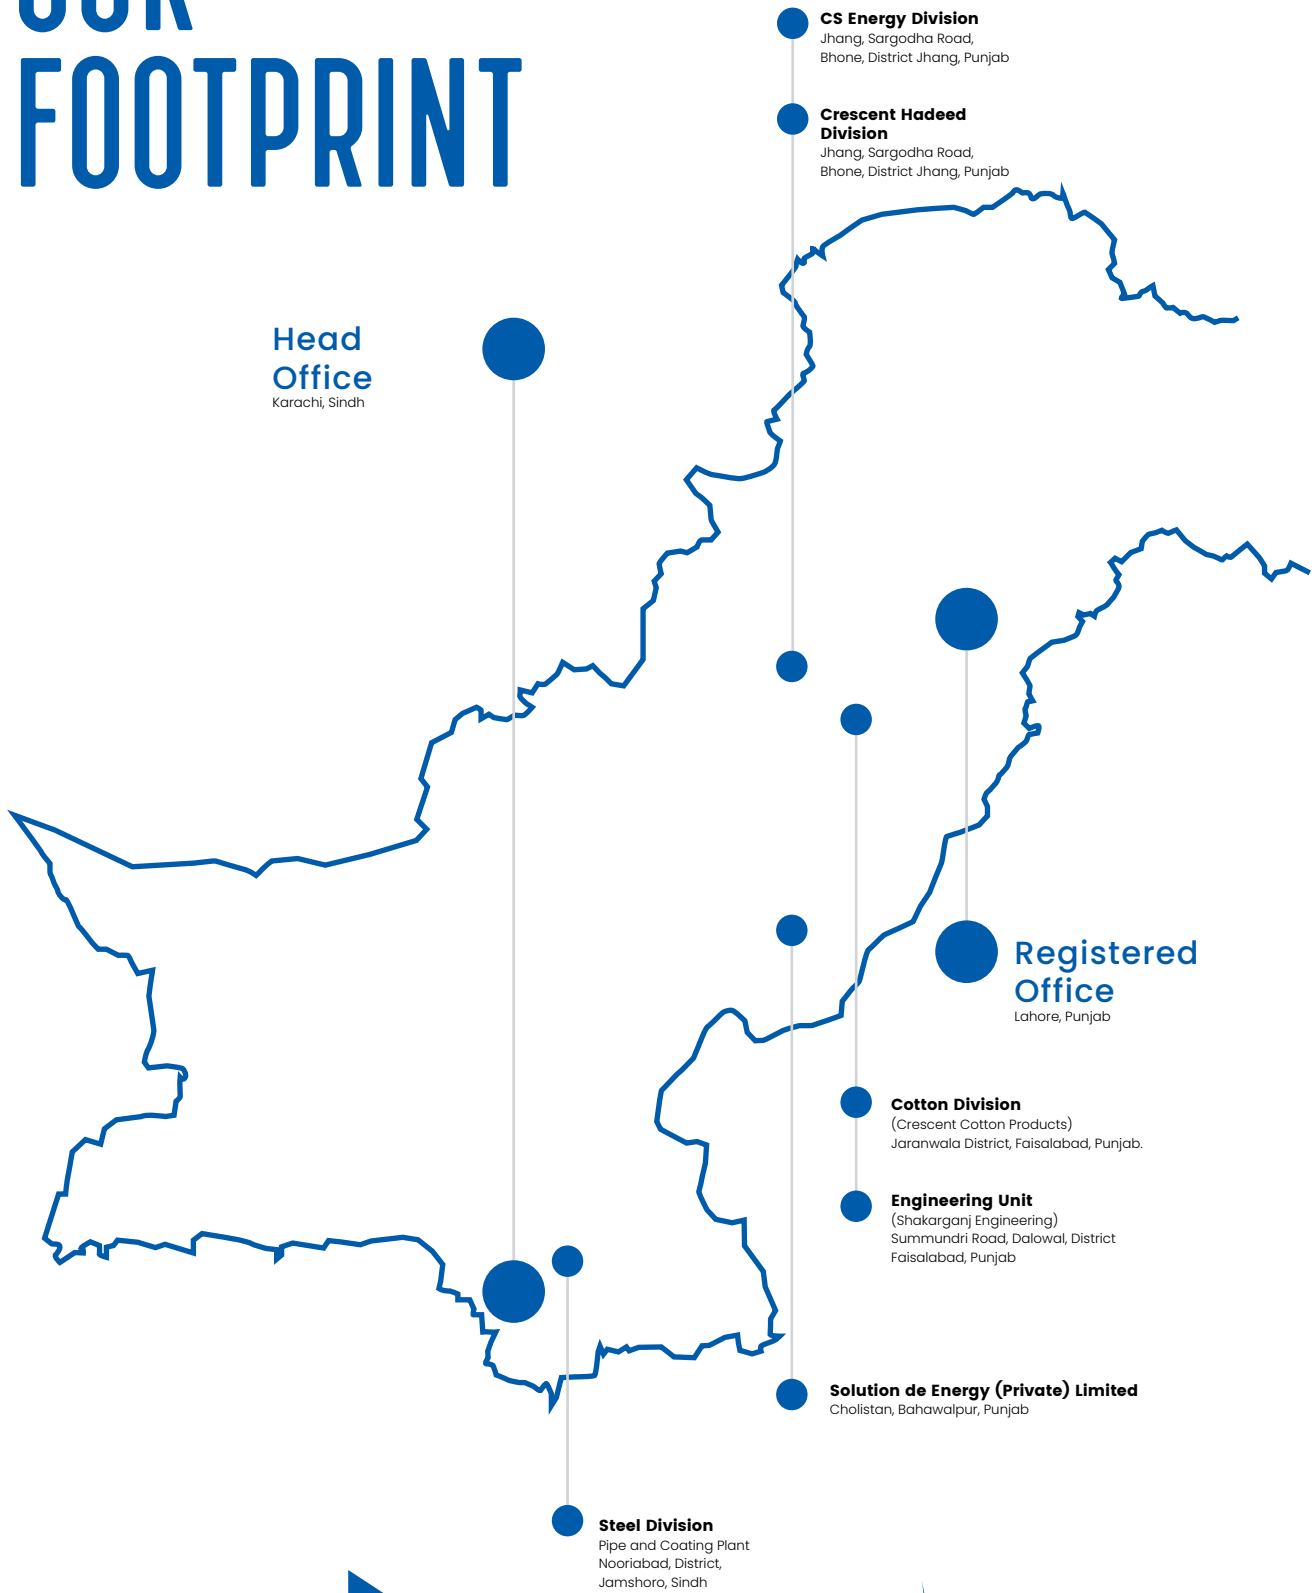 OUR
FOOTPRINT
CS Energy Division
Jhang, Sargodha Road,
Bhone, District Jhang, Punjab
Crescent Hadeed
Division
Jhang, Sargodha Road,
Bhone, District Jhang, Punjab
Head
Office
Karachi, Sindh
Registered
Office
Lahore, Punjab
Cotton Division
(Crescent Cotton Products)
Jaranwala District, Faisalabad, Punjab.
Engineering Unit
(Shakarganj Engineering)
Summundri Road, Dalowal, District
Faisalabad, Punjab
Solution de Energy (Private) Limited
Cholistan, Bahawalpur, Punjab
Steel Division
Pipe and Coating Plant
Nooriabad, District,
Jamshoro, Sindh